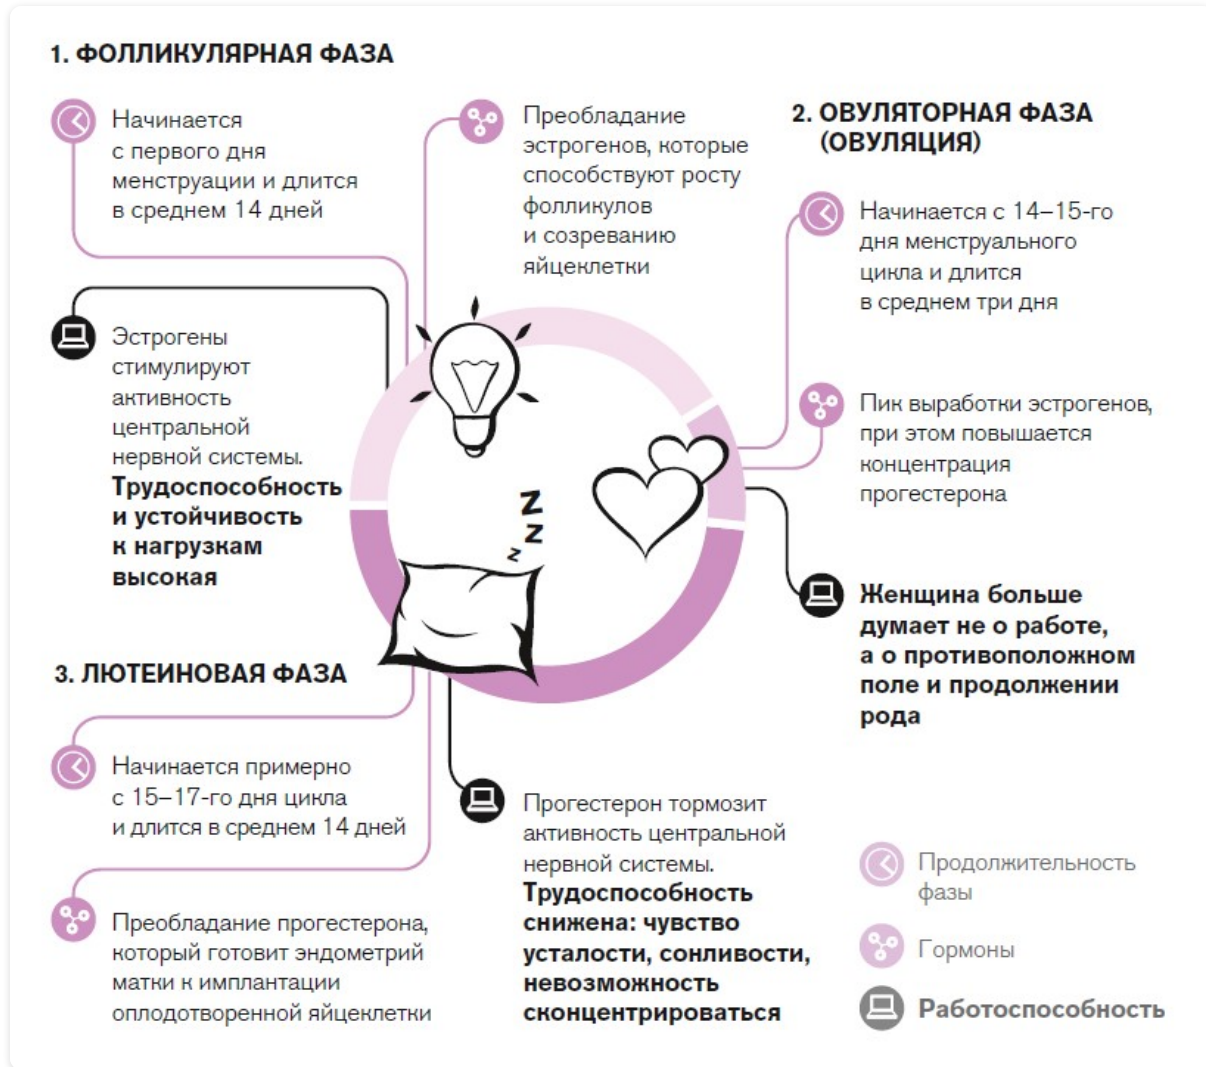 1. ФОЛЛИКУЛЯРНАЯ ФАЗА
Начинается
с первого дня
менструации и длится
в среднем 14 дней
Преобладание
эстрогенов, которые
способствуют росту
фолликулов
и созреванию
яйцеклетки
Эстрогены
стимулируют
активность
центральной
нервной системы.
Трудоспособность
и устойчивость
к нагрузкам
высокая
2. ОВУЛЯТОРНАЯ ФАЗА
(ОВУЛЯЦИЯ)
Начинается с 14–15-го
дня менструального
цикла и длится
в среднем три дня
Пик выработки эстрогенов,
при этом повышается
концентрация
прогестерона
Женщина больше
думает не о работе,
а о противоположном
поле и продолжении
рода
z
z
z
3. ЛЮТЕИНОВАЯ ФАЗА
Начинается примерно
с 15–17-го дня цикла
и длится в среднем 14 дней
Преобладание прогестерона,
который готовит эндометрий
матки к имплантации
оплодотворенной яйцеклетки
Прогестерон тормозит
активность центральной
нервной системы.
Трудоспособность
снижена: чувство
усталости, сонливости,
невозможность
сконцентрироваться
Продолжительность
фазы
Гормоны
Работоспособность